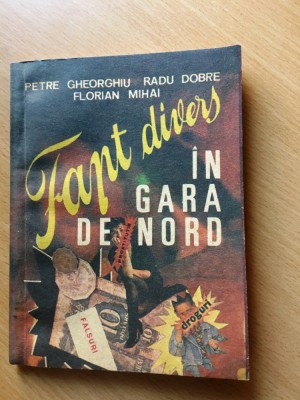 PETRE GHEORGHIU RADU DOBRE
FLORIAN MIHAI
Fapt divers
ÎN
GARA
DE NORD
FALSURI
droguri